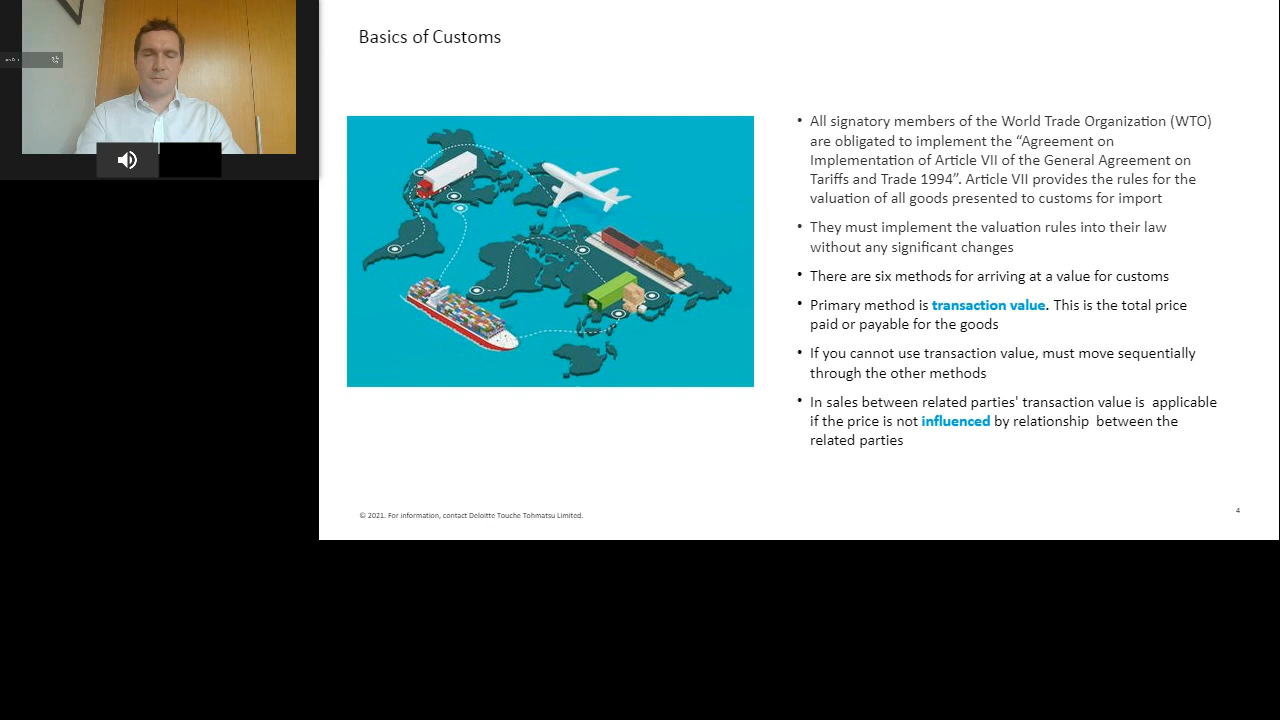 Basics of Customs
• All signatory members of the World Trade Organization (WTO)
are obligated to implement the “Agreement on
Implementation of Article VII of the General Agreement on
Tariffs and Trade 1994”. Article VII provides the rules for the
valuation of all goods presented to customs for import
• They must implement the valuation rules into their law
without any significant changes
• There are six methods for arriving at a value for customs
• Primary method is transaction value. This is the total price
paid or payable for the goods
• If you cannot use transaction value, must move sequentially
through the other methods
• In sales between related parties' transaction value is applicable
if the price is not influenced by relationship between the
related parties
© 2021. For information, contact Deloitte Touche Tohmatsu Limited.
4